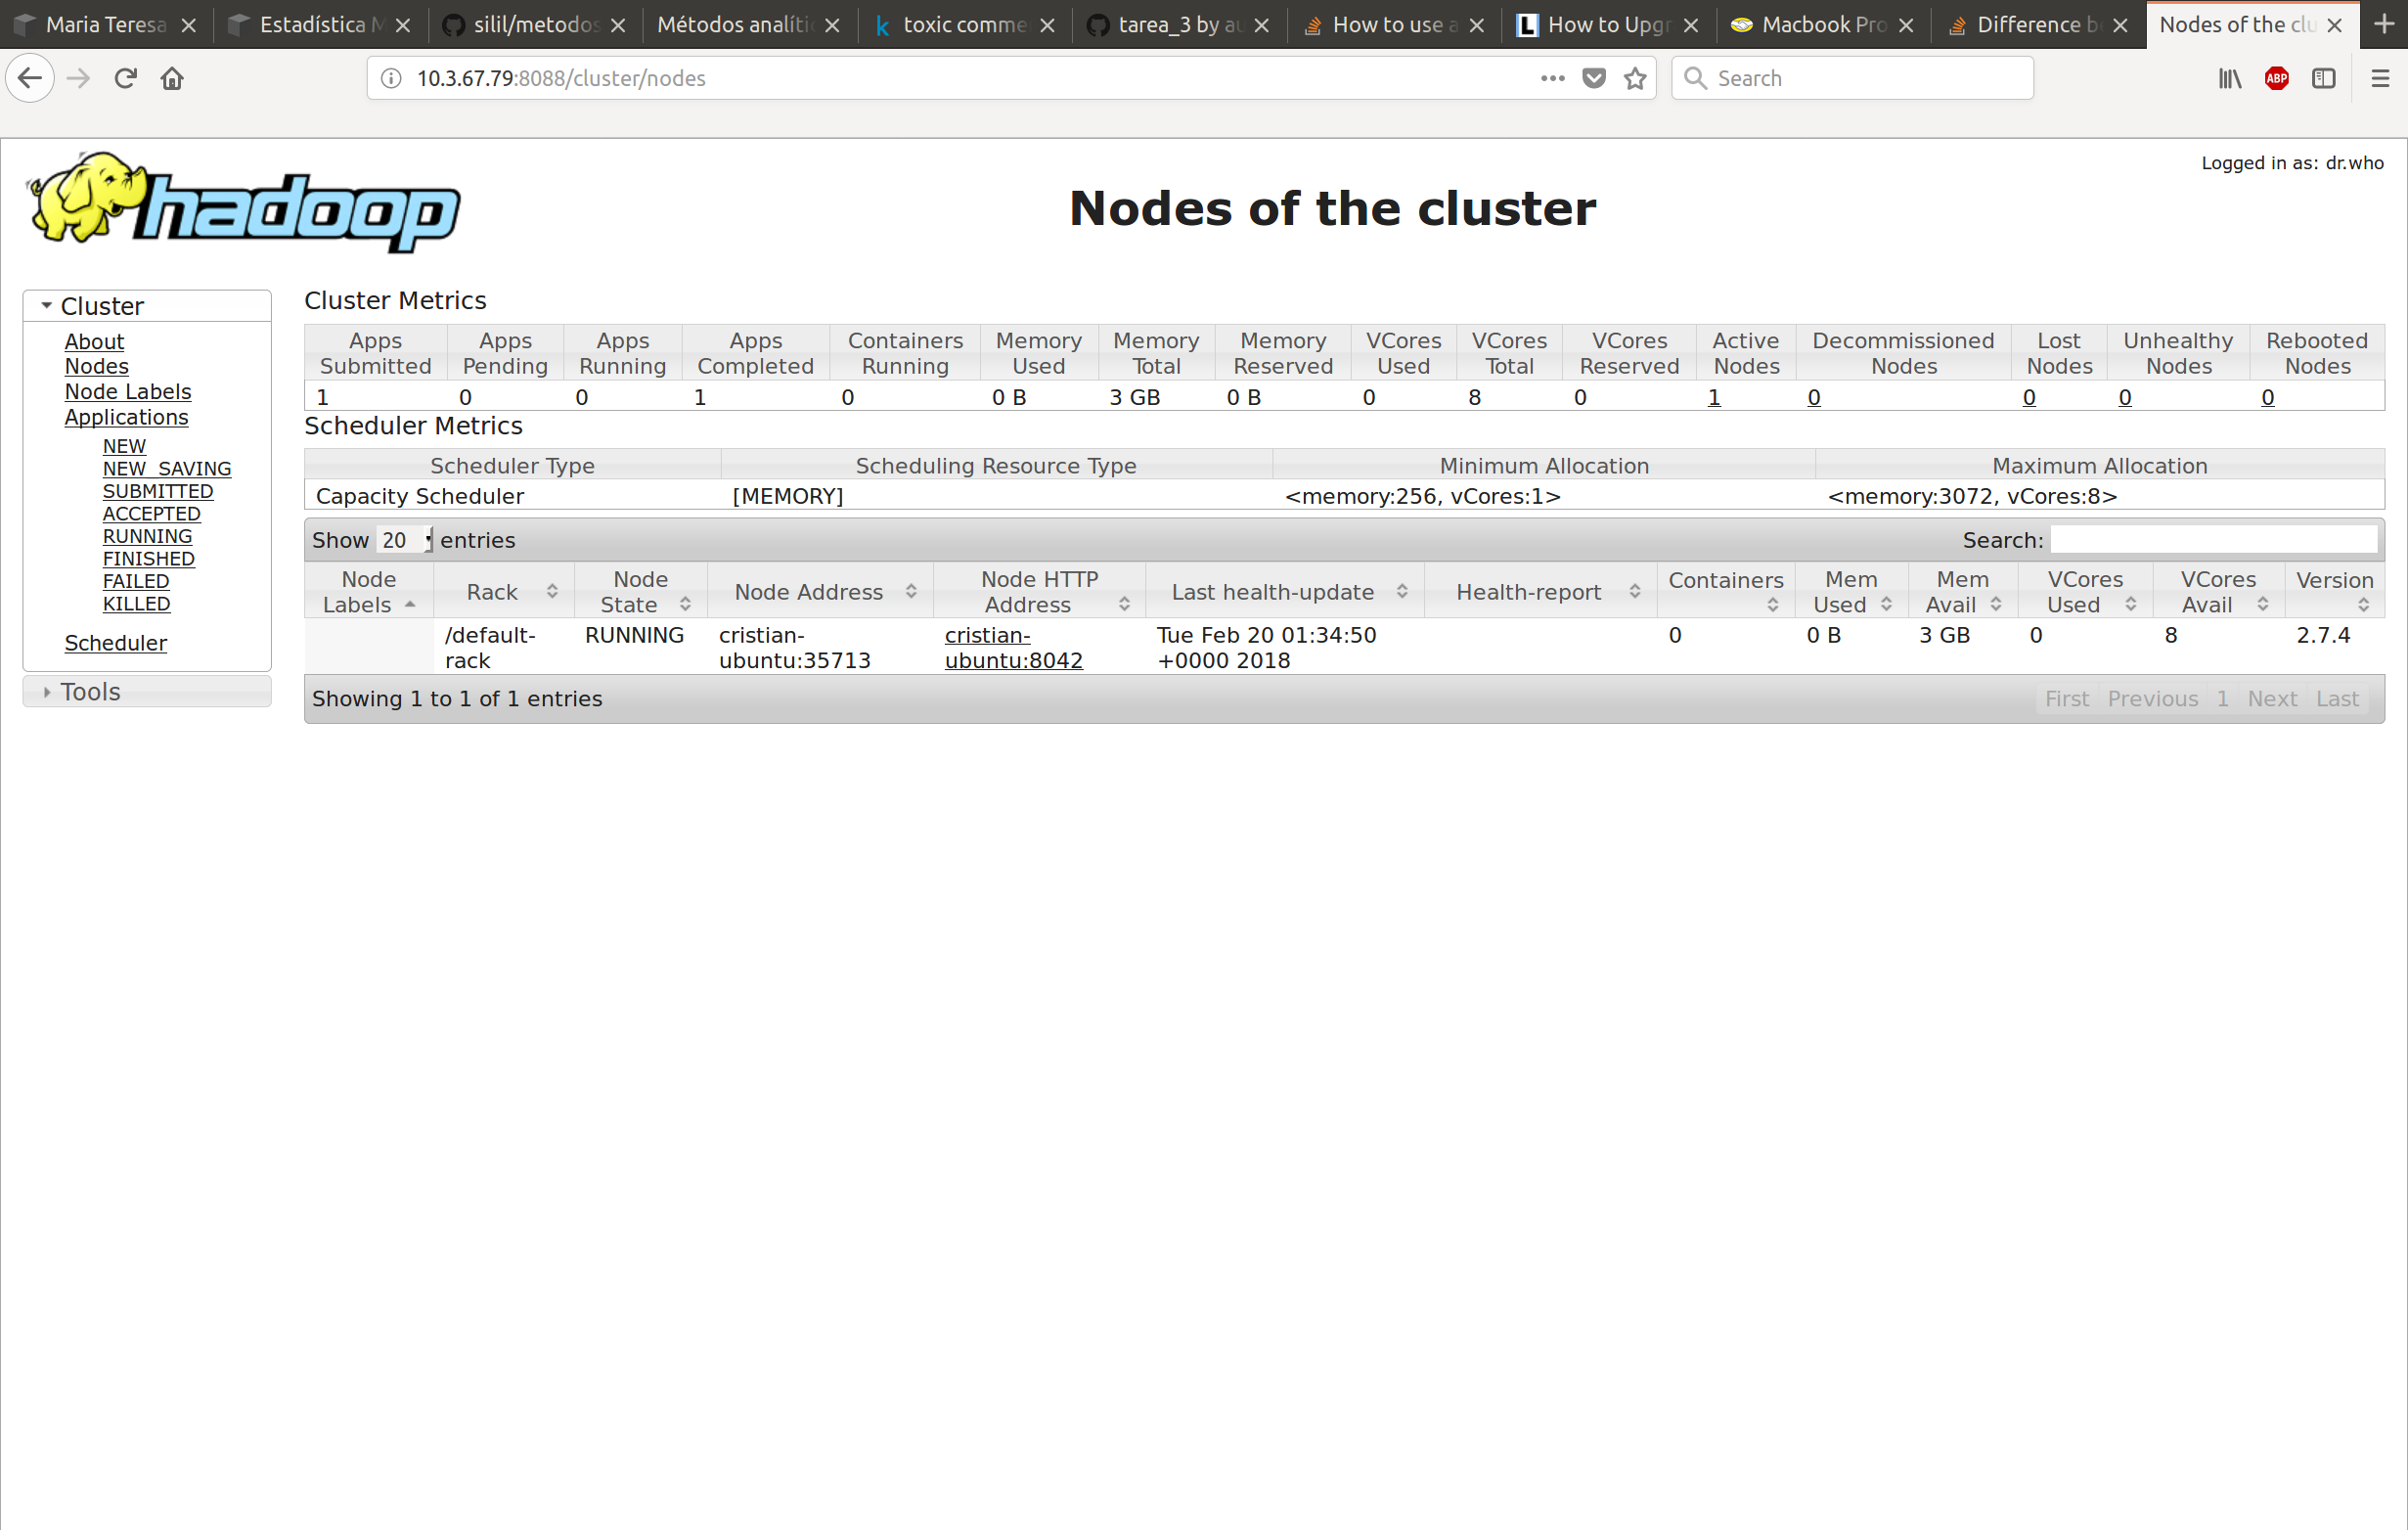 Maria Teresa Estadística M silil/metodos Métodos analíti toxic comme tarea_3 by au How to use a How to Upgr Macbook Pro Difference be Nodes of the clu
10.3.67.79:8088/cluster/nodes Search ABP
hadoop
Logged in as: dr.who
Nodes of the cluster
Cluster
About
Nodes
Node Labels
Applications
NEW
NEW_SAVING
SUBMITTED
ACCEPTED
RUNNING
FINISHED
FAILED
KILLED
Scheduler
Tools
Cluster Metrics
Apps Submitted Apps Pending Apps Running Apps Completed Containers Running Memory Used Memory Total Memory Reserved VCores Used VCores Total VCores Reserved Active Nodes Decommissioned Nodes Lost Nodes Unhealthy Nodes Rebooted Nodes
1 0 0 1 0 0 B 3 GB 0 B 0 8 0 1 0 0 0 0
Scheduler Metrics
Scheduler Type Scheduling Resource Type Minimum Allocation Maximum Allocation
Capacity Scheduler [MEMORY] <memory:256, vCores:1> <memory:3072, vCores:8>
Show 20 entries Search:
Node Labels Rack Node State Node Address Node HTTP Address Last health-update Health-report Containers Mem Used Mem Avail VCores Used VCores Avail Version
/default-rack RUNNING cristian-ubuntu:35713 cristian-ubuntu:8042 Tue Feb 20 01:34:50 +0000 2018 0 0 B 3 GB 0 8 2.7.4
Showing 1 to 1 of 1 entries First Previous 1 Next Last